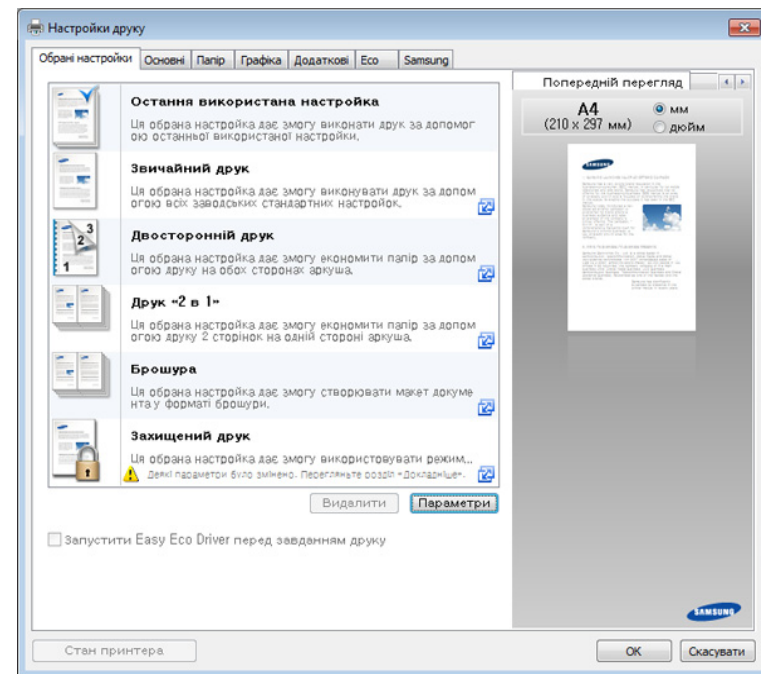 Настройки друку
Обрані настройки Основні Папір Графіка Додаткові Eco Samsung
Остання використана настройка
Ця обрана настройка дає змогу виконати друк за допомог
ою останньої використаної настройки.
Звичайний друк
Ця обрана настройка дає змогу виконувати друк за допом
огою всіх заводських стандартних настройок.
Двосторонній друк
Ця обрана настройка дає змогу економити папір за допом
огою друку на обох сторонах аркуша.
Друк «2 в 1»
Ця обрана настройка дає змогу економити папір за допом
огою друку 2 сторінок на одній стороні аркуша.
Брошура
Ця обрана настройка дає змогу створювати макет докуме
нта у форматі брошури.
Захищений друк
Ця обрана настройка дає змогу використовувати режим...
Деякі параметри було змінено. Перегляньте розділ «Докладніше».
Видалити Параметри
Запустити Easy Eco Driver перед завданням друку
Стан принтера
Попередній перегляд
A4
(210 x 297 мм)
мм
дюйм
SAMSUNG
SAMSUNG
OK Скасувати